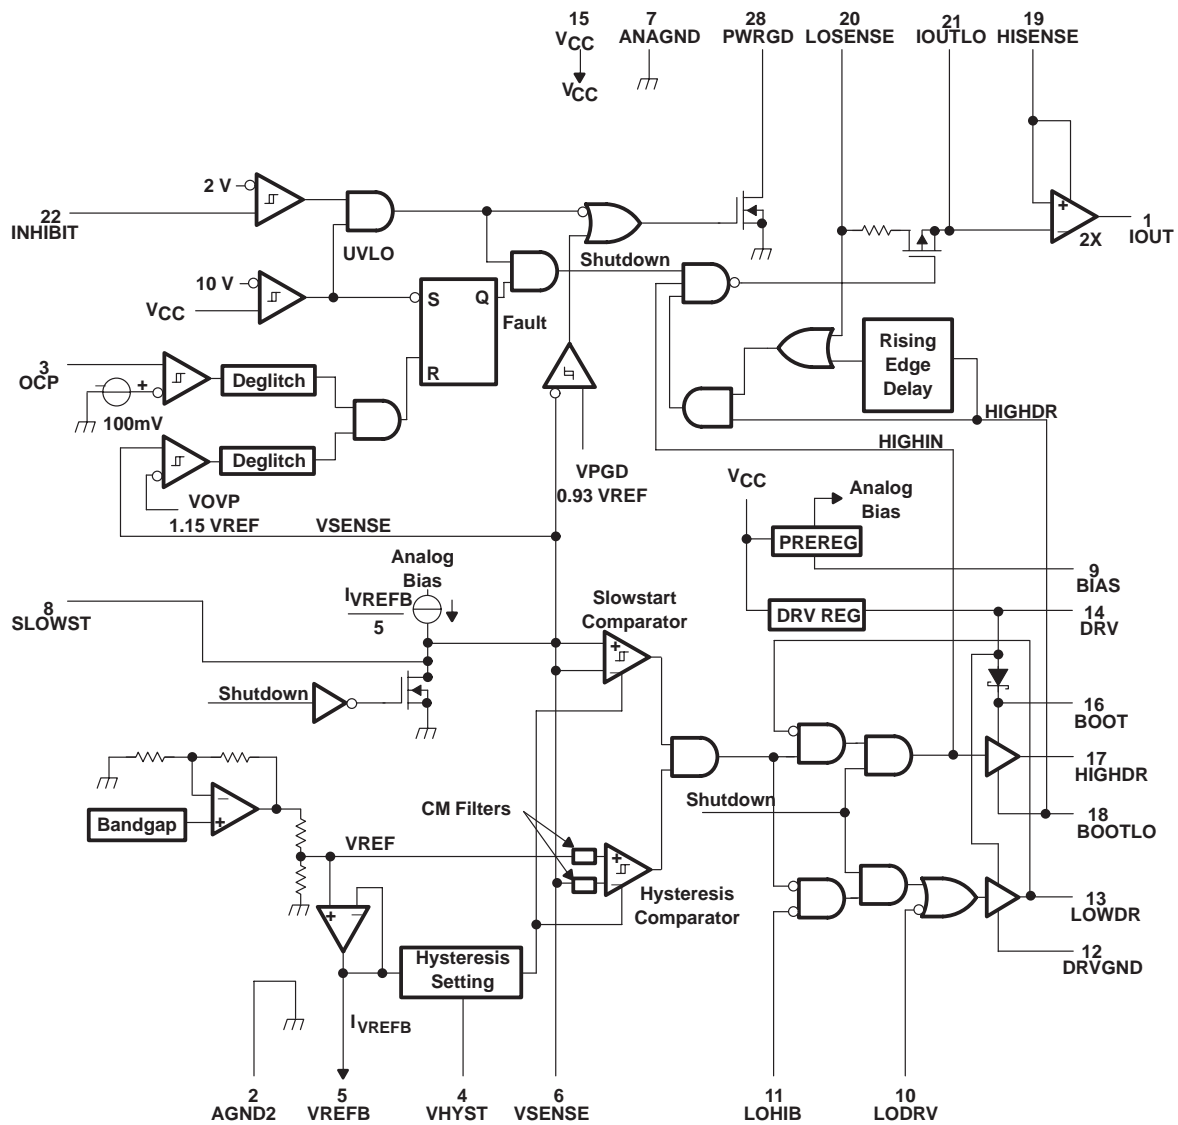 15
VCC
VCC
7
ANAGND
28
PWRGD
20
LOSENSE
21
IOUTLO
19
HISENSE
2 V
22
INHIBIT
UVLO
+
–
2X
1
IOUT
10 V
VCC
S
Q
R
Fault
Shutdown
3
OCP
+
100mV
Deglitch
Deglitch
VOVP
1.15 VREF
VSENSE
VPGD
0.93 VREF
Rising
Edge
Delay
HIGHDR
HIGHIN
VCC
Analog
Bias
PREREG
9
BIAS
DRV REG
14
DRV
8
SLOWST
Analog
Bias
IVREFB
5
Slowstart
Comparator
+
–
Shutdown
16
BOOT
17
HIGHDR
18
BOOTLO
Shutdown
Bandgap
–
+
VREF
CM Filters
+
–
Hysteresis
Comparator
+
–
Hysteresis
Setting
13
LOWDR
12
DRVGND
IVREFB
2
AGND2
5
VREFB
4
VHYST
6
VSENSE
11
LOHIB
10
LODRV